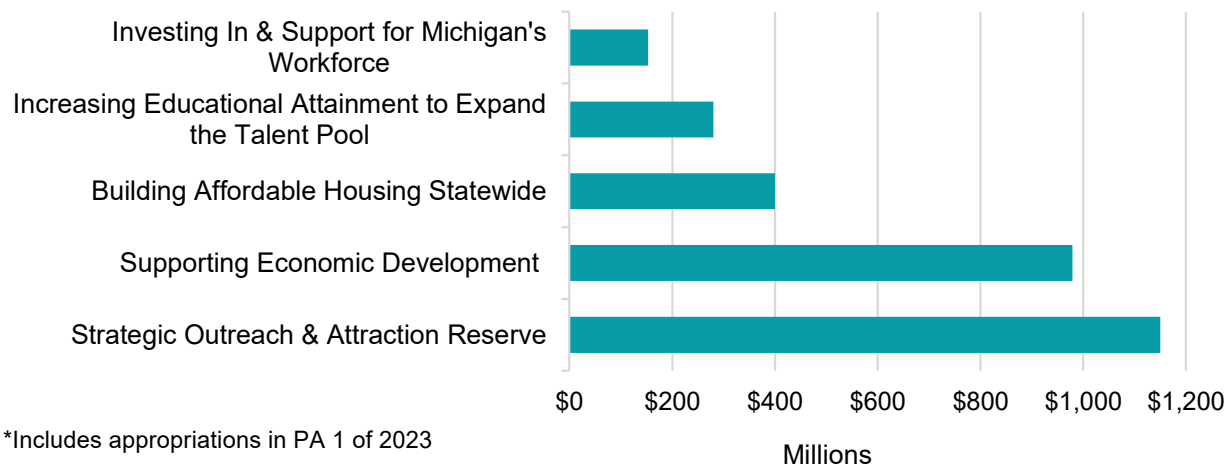 Investing In & Support for Michigan's
Workforce
Increasing Educational Attainment to Expand
the Talent Pool
Building Affordable Housing Statewide
Supporting Economic Development
Strategic Outreach & Attraction Reserve
$0 $200 $400 $600 $800 $1,000 $1,200
*Includes appropriations in PA 1 of 2023
Millions